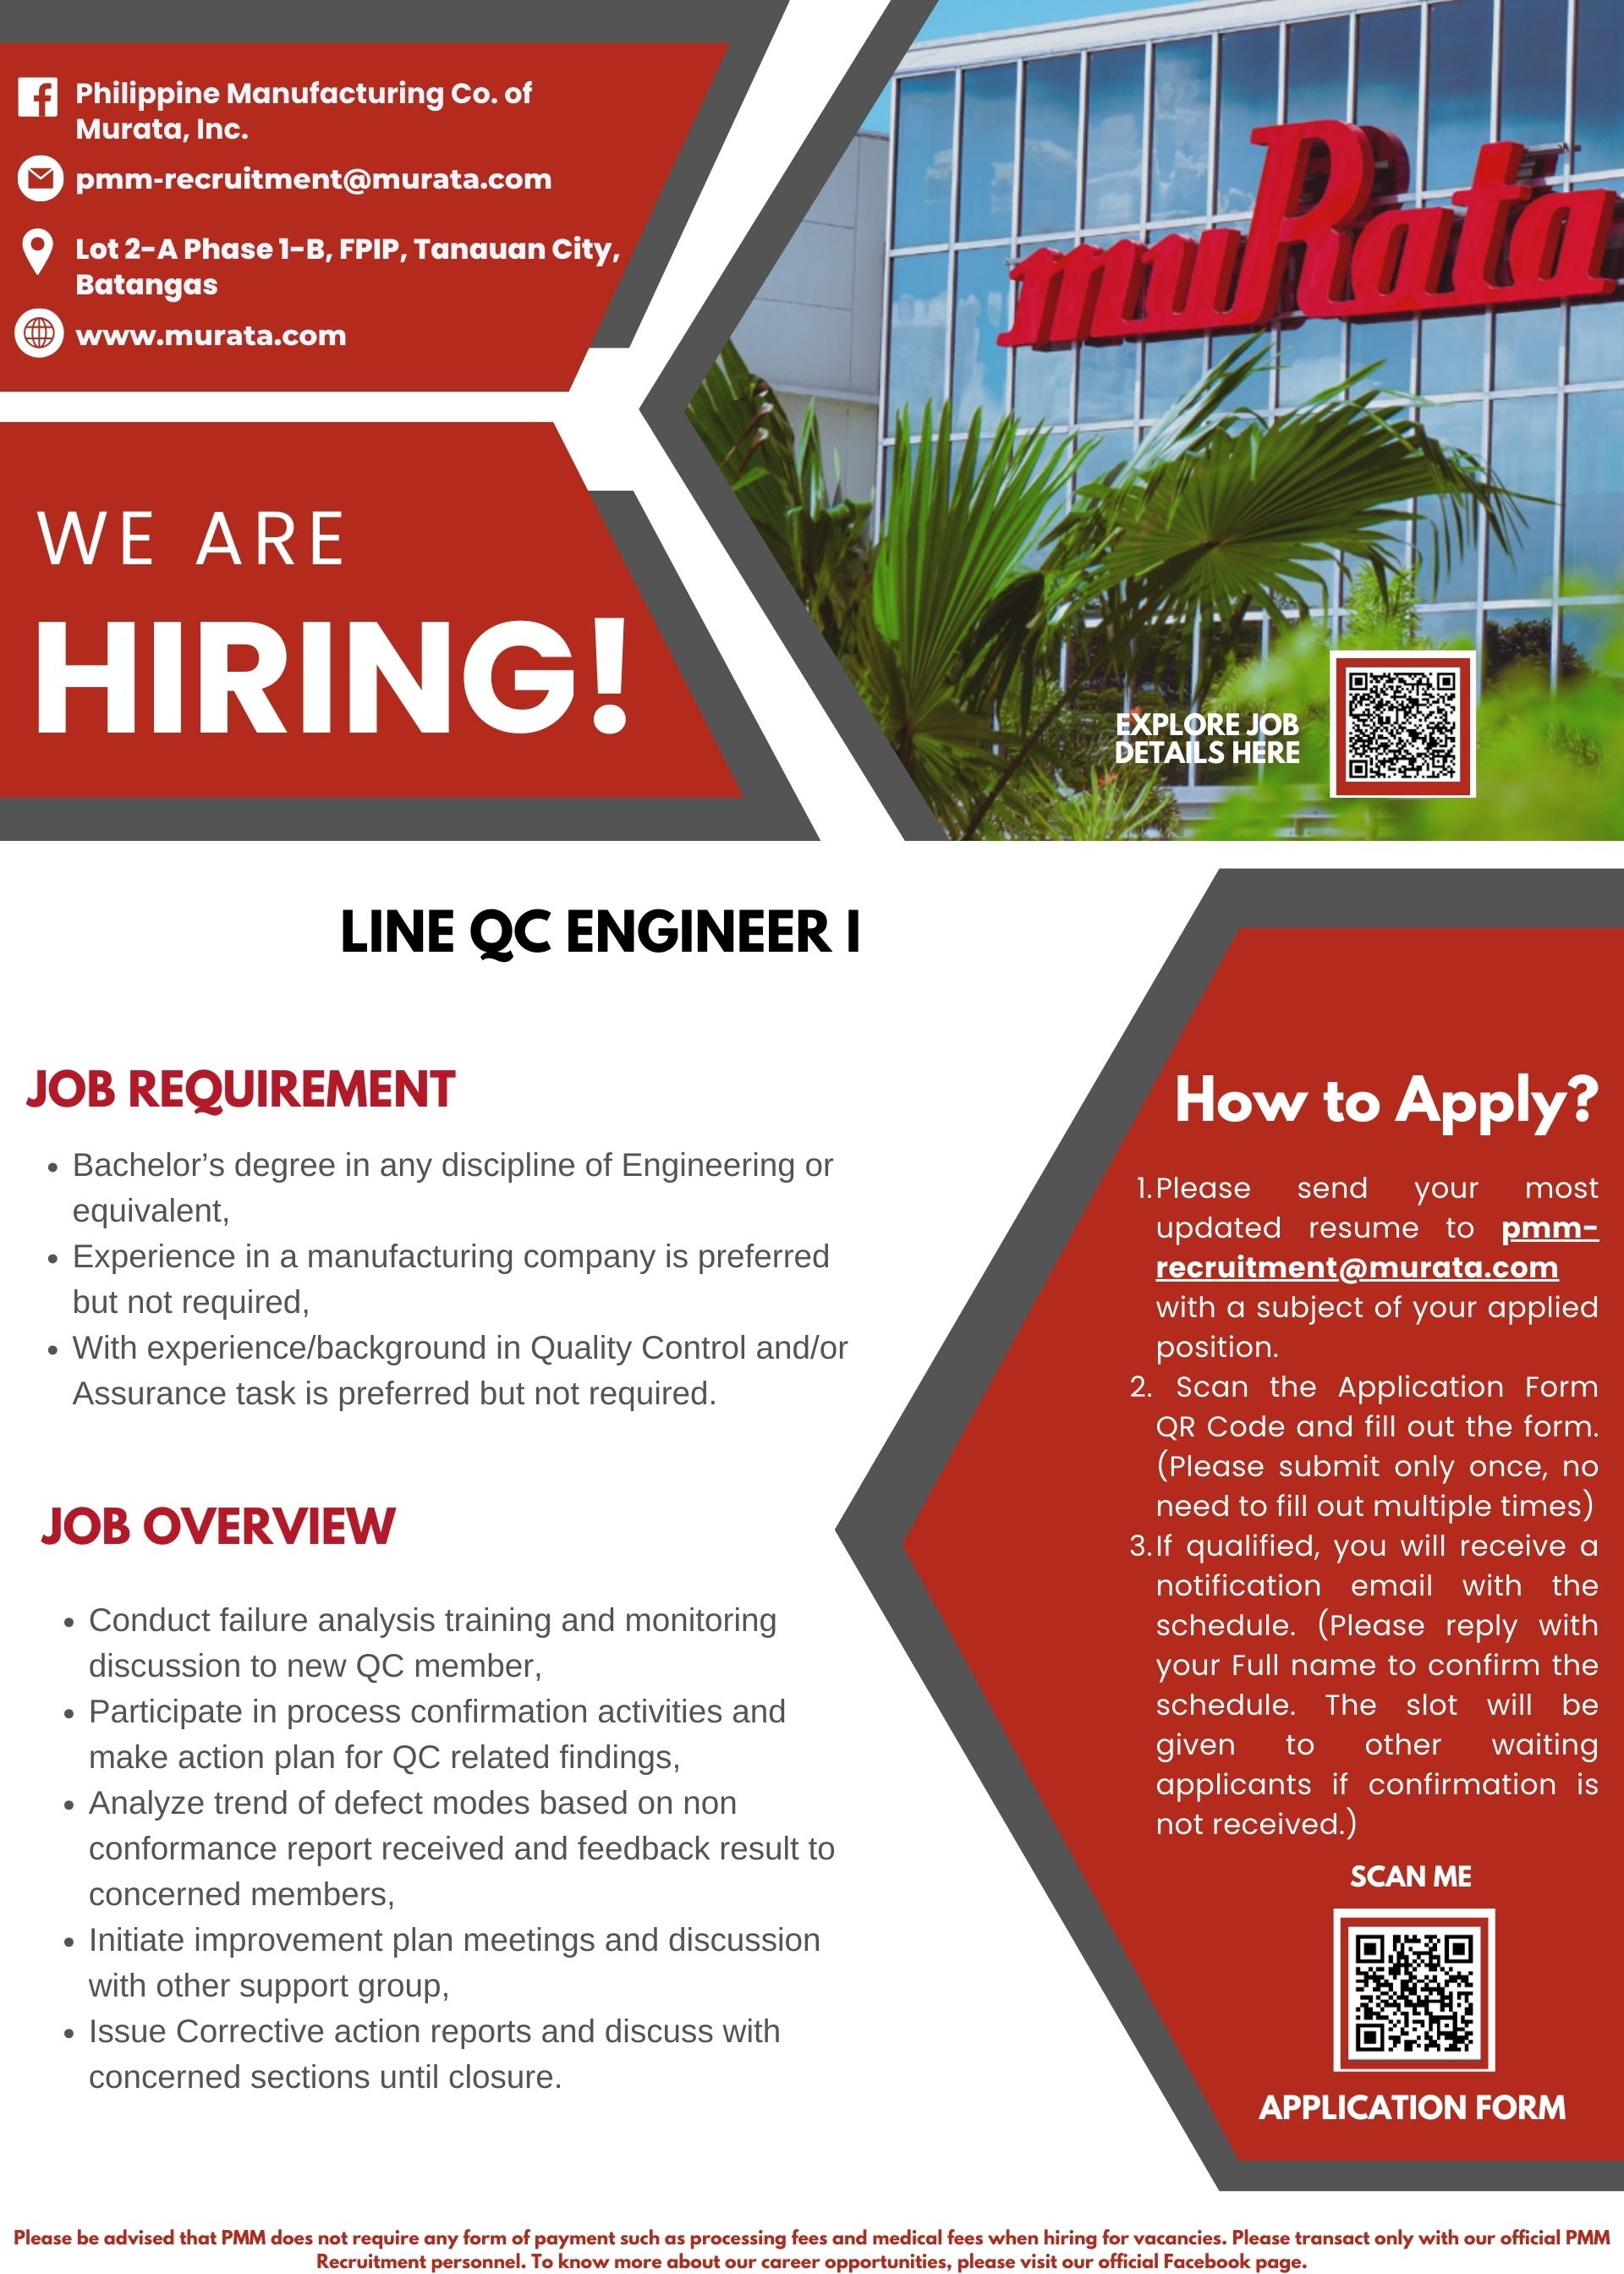 Philippine Manufacturing Co. of
Murata, Inc.
pmm-recruitment@murata.com
Lot 2-A Phase 1-B, FPIP, Tanauan City,
Batangas
www.murata.com
muRata
WE ARE
HIRING!
EXPLORE JOB
DETAILS HERE
LINE QC ENGINEER I
JOB REQUIREMENT
• Bachelor’s degree in any discipline of Engineering or
equivalent,
• Experience in a manufacturing company is preferred
but not required,
• With experience/background in Quality Control and/or
Assurance task is preferred but not required.
JOB OVERVIEW
• Conduct failure analysis training and monitoring
discussion to new QC member,
• Participate in process confirmation activities and
make action plan for QC related findings,
• Analyze trend of defect modes based on non
conformance report received and feedback result to
concerned members,
• Initiate improvement plan meetings and discussion
with other support group,
• Issue Corrective action reports and discuss with
concerned sections until closure.
How to Apply?
1. Please send your most
updated resume to pmm-
recruitment@murata.com
with a subject of your applied
position.
2. Scan the Application Form
QR Code and fill out the form.
(Please submit only once, no
need to fill out multiple times)
3. If qualified, you will receive a
notification email with the
schedule. (Please reply with
your Full name to confirm the
schedule. The slot will be
given to other waiting
applicants if confirmation is
not received.)
SCAN ME
APPLICATION FORM
Please be advised that PMM does not require any form of payment such as processing fees and medical fees when hiring for vacancies. Please transact only with our official PMM
Recruitment personnel. To know more about our career opportunities, please visit our official Facebook page.